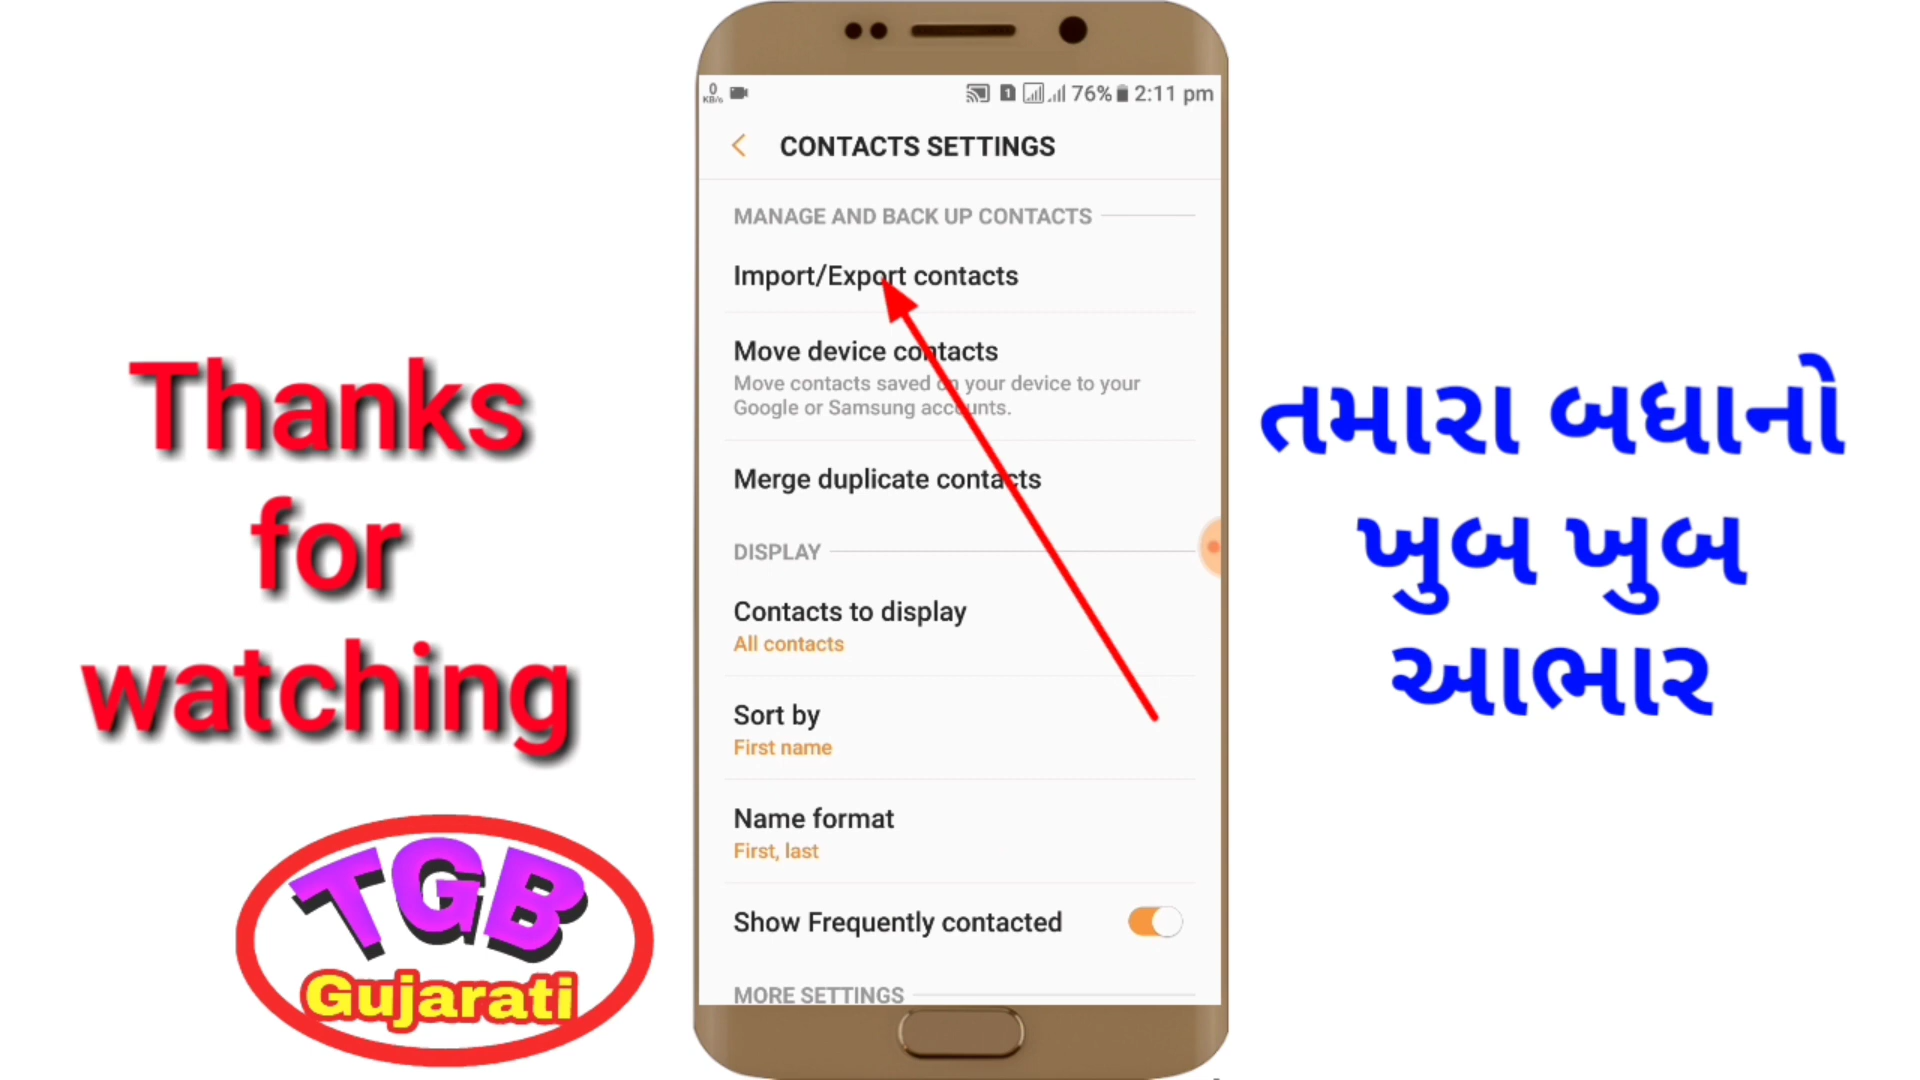 0
KB/s
1
76%
2:11 pm
CONTACTS SETTINGS
MANAGE AND BACK UP CONTACTS
Import/Export contacts
Move device contacts
Move contacts saved on your device to your
Google or Samsung accounts.
Merge duplicate contacts
DISPLAY
Contacts to display
All contacts
Sort by
First name
Name format
First, last
Show Frequently contacted
MORE SETTINGS
Thanks
for
watching
TGB
Gujarati
તમારા બધાનો
ખુબ ખુબ
આભાર